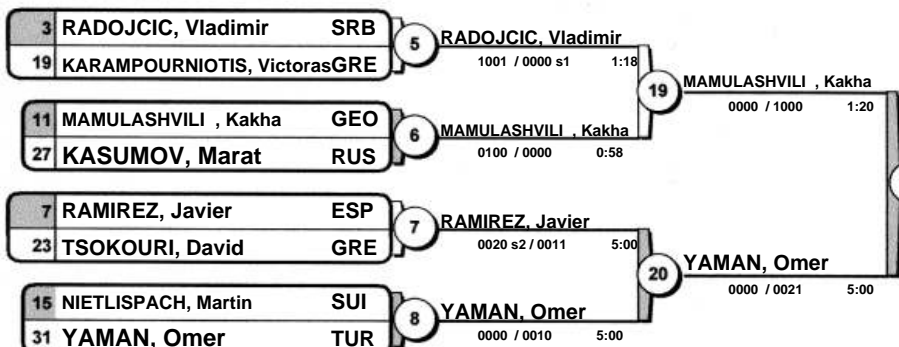 3 RADOJCIC, Vladimir SRB
19 KARAMPOURNIOTIS, Victoras GRE
5
RADOJCIC, Vladimir
1001 / 0000 s1 1:18
11 MAMULASHVILI , Kakha GEO
27 KASUMOV, Marat RUS
6
MAMULASHVILI , Kakha
0100 / 0000 0:58
19
MAMULASHVILI , Kakha
0000 / 1000 1:20
7 RAMIREZ, Javier ESP
23 TSOKOURI, David GRE
7
RAMIREZ, Javier
0020 s2 / 0011 5:00
15 NIETLISPACH, Martin SUI
31 YAMAN, Omer TUR
8
YAMAN, Omer
0000 / 0010 5:00
20
YAMAN, Omer
0000 / 0021 5:00